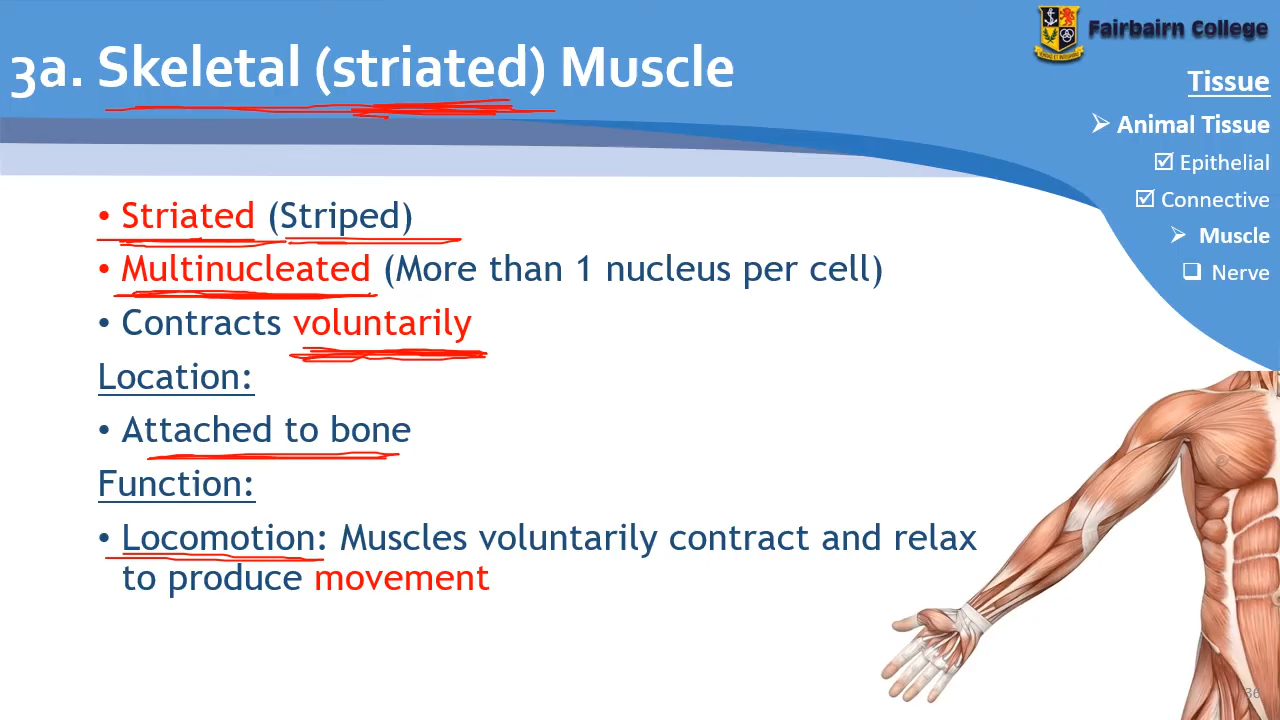 3a. Skeletal (striated) Muscle
Fairbairn College
Tissue
➢ Animal Tissue
☑ Epithelial
☑ Connective
➢ Muscle
❑ Nerve
• Striated (Striped)
• Multinucleated (More than 1 nucleus per cell)
• Contracts voluntarily
Location:
• Attached to bone
Function:
• Locomotion: Muscles voluntarily contract and relax
to produce movement
36